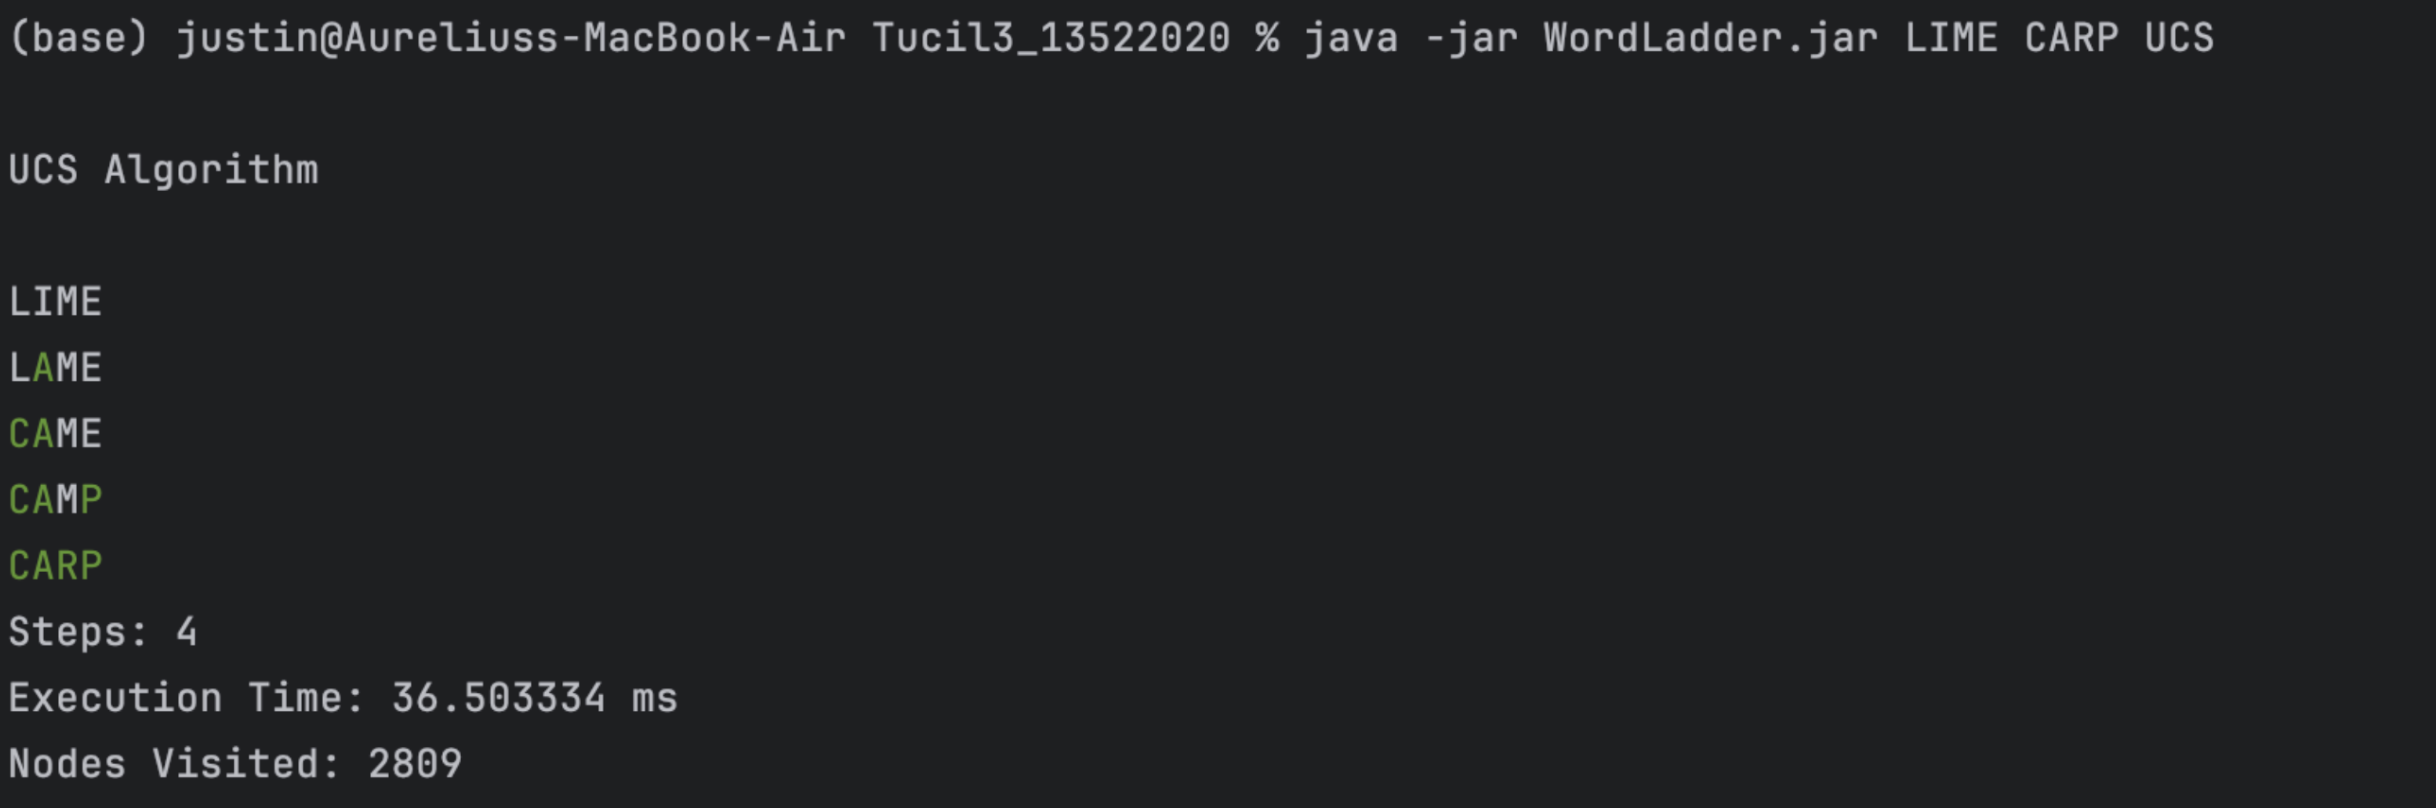 (base) justin@Aureliuss-MacBook-Air Tucil3_13522020 % java -jar WordLadder.jar LIME CARP UCS
UCS Algorithm
LIME
LAME
CAME
CAMP
CARP
Steps: 4
Execution Time: 36.503334 ms
Nodes Visited: 2809